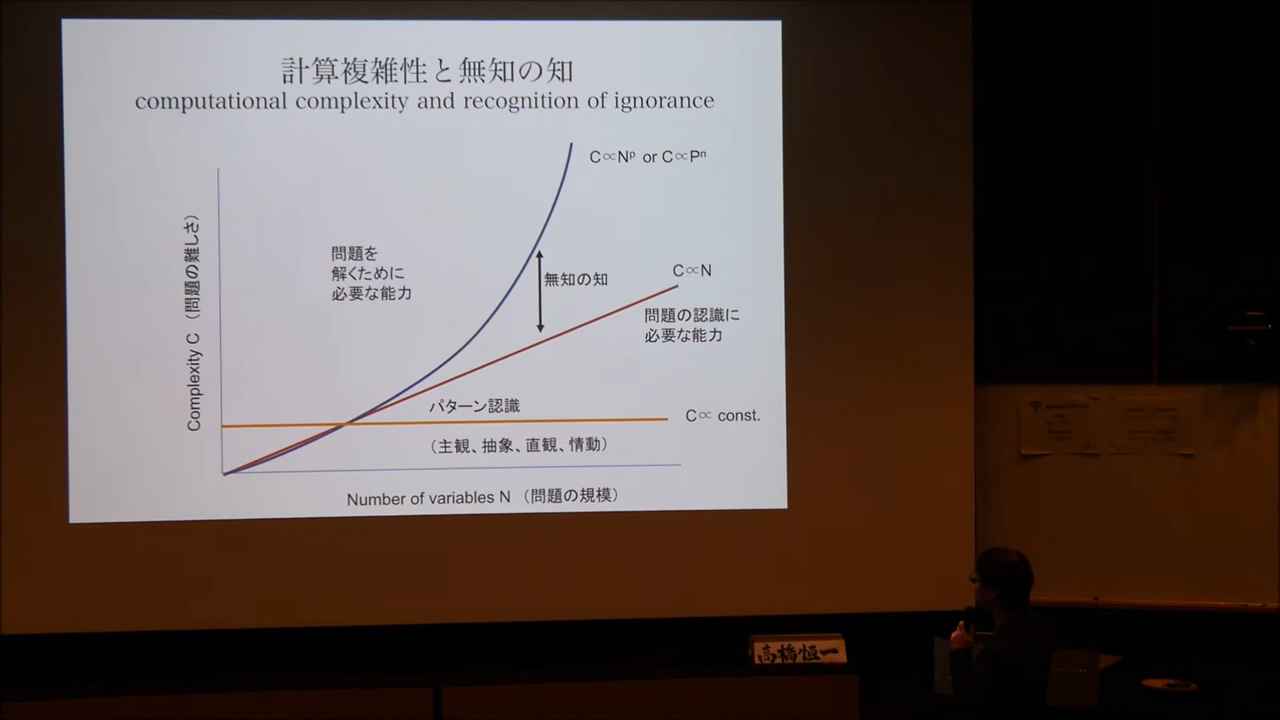 計算複雑性と無知の知
computational complexity and recognition of ignorance
C∝Nᵖ or C∝Pⁿ
Complexity C （問題の難しさ）
問題を
解くために
必要な能力
無知の知
C∝N
問題の認識に
必要な能力
パターン認識
C∝ const.
（主観、抽象、直観、情動）
Number of variables N （問題の規模）
高橋恒一